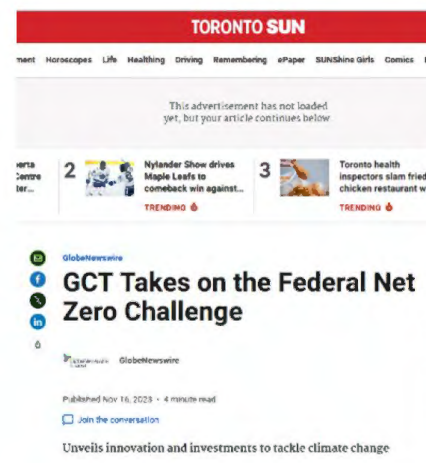 TORONTO SUN
ment Horoscopes Life Healthing Driving Remembering ePaper SUNShine Girls Comics
This advertisement has not loaded
yet, but your article continues below
2
Nylander Show drives
Maple Leafs to
comeback win against...
TRENDING
3
Toronto health
inspectors slam fried
chicken restaurant w
TRENDING
GlobeNewswire
GCT Takes on the Federal Net
Zero Challenge
GlobeNewswire
Published Nov 16, 2023 • 4 minute read
Join the conversation
Unveils innovation and investments to tackle climate change